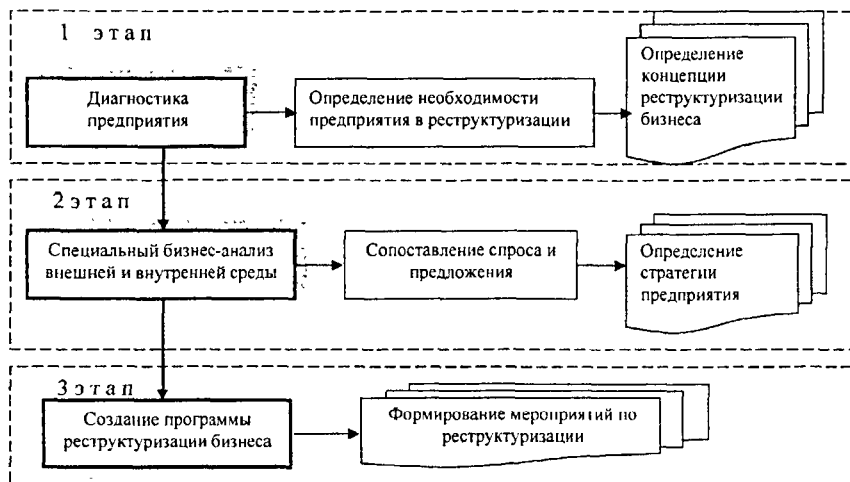 1 этап
Диагностика
предприятия
Определение необходимости
предприятия в реструктуризации
Определение
концепции
реструктуризации
бизнеса
2 этап
Специальный бизнес-анализ
внешней и внутренней среды
Сопоставление спроса и
предложения
Определение
стратегии
предприятия
3 этап
Создание программы
реструктуризации бизнеса
Формирование мероприятий по
реструктуризации